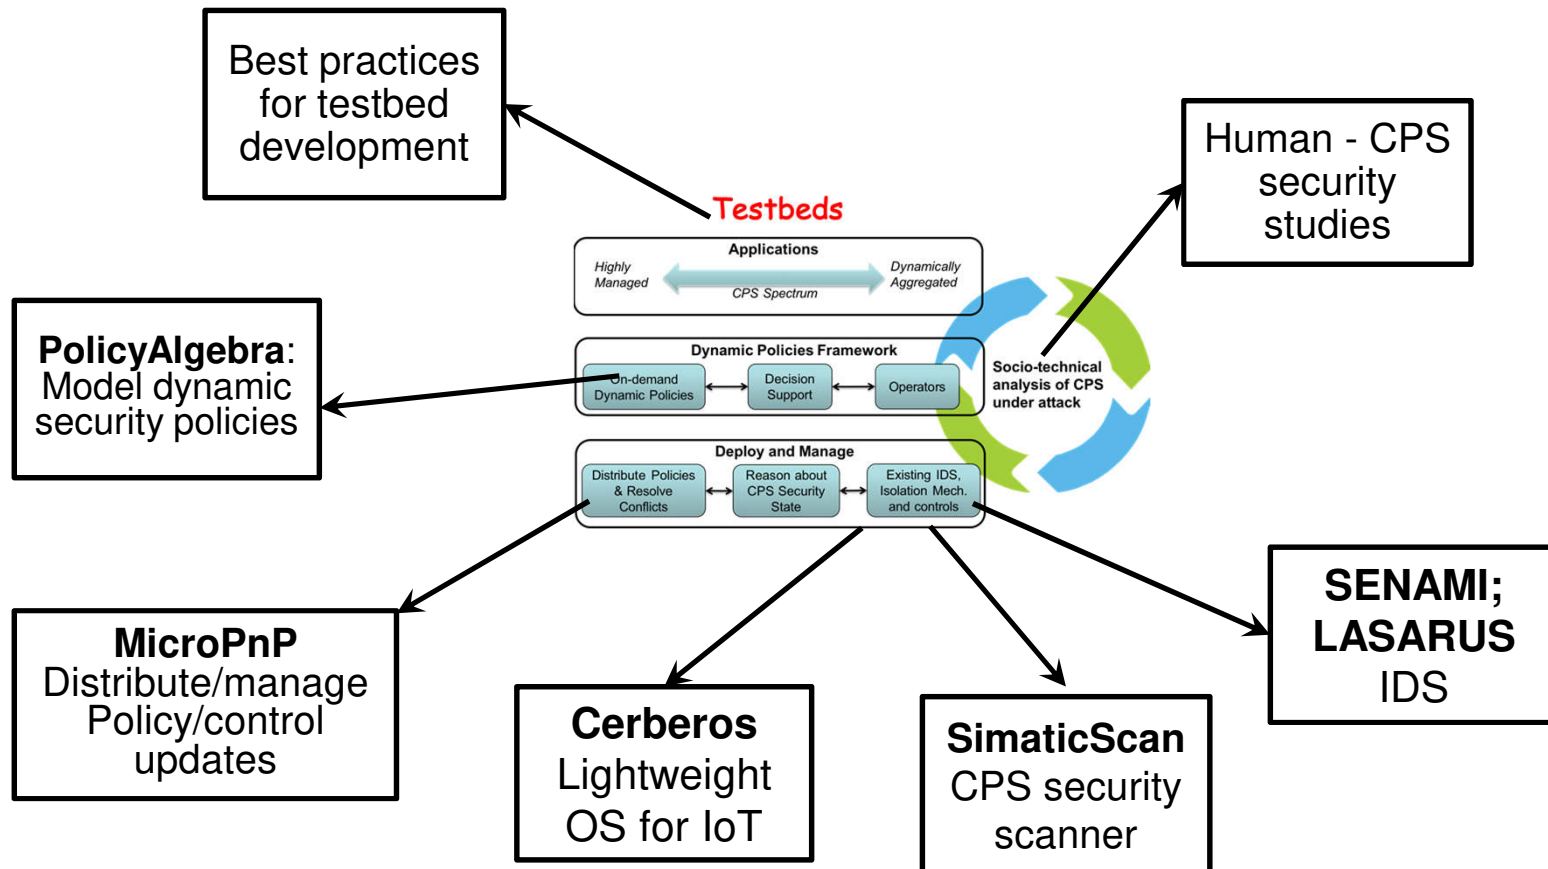 Best practices
for testbed
development
Human - CPS
security
studies
Testbeds
Applications
Highly
Managed
Dynamically
Aggregated
CPS Spectrum
PolicyAlgebra:
Model dynamic
security policies
Dynamic Policies Framework
On-demand
Dynamic Policies
Decision
Support
Operators
Socio-technical
analysis of CPS
under attack
Deploy and Manage
Distribute Policies
& Resolve
Conflicts
Reason about
CPS Security
State
Existing IDS,
Isolation Mech.
and controls
MicroPnP
Distribute/manage
Policy/control
updates
Cerberos
Lightweight
OS for IoT
SimaticScan
CPS security
scanner
SENAMI;
LASARUS
IDS